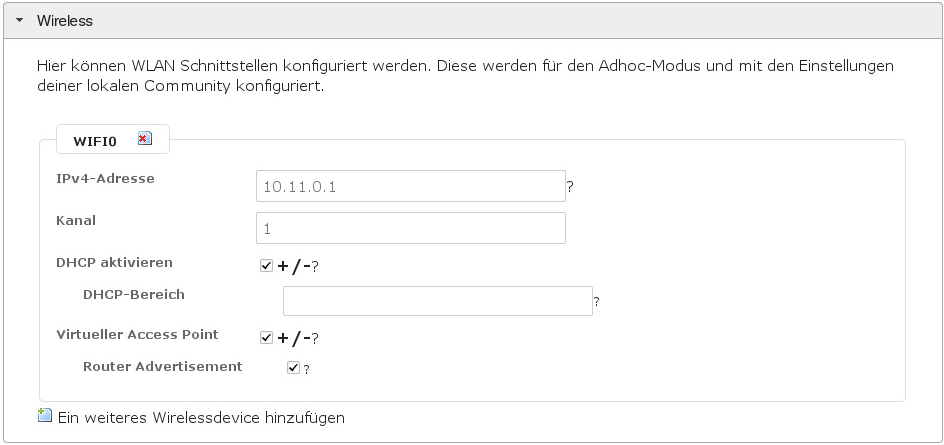 Wireless
Hier können WLAN Schnittstellen konfiguriert werden. Diese werden für den Adhoc-Modus und mit den Einstellungen
deiner lokalen Community konfiguriert.
WIFI0
IPv4-Adresse 10.11.0.1 ?
Kanal 1
DHCP aktivieren +/-?
DHCP-Bereich ?
Virtueller Access Point +/-?
Router Advertisement ?
Ein weiteres Wirelessdevice hinzufügen